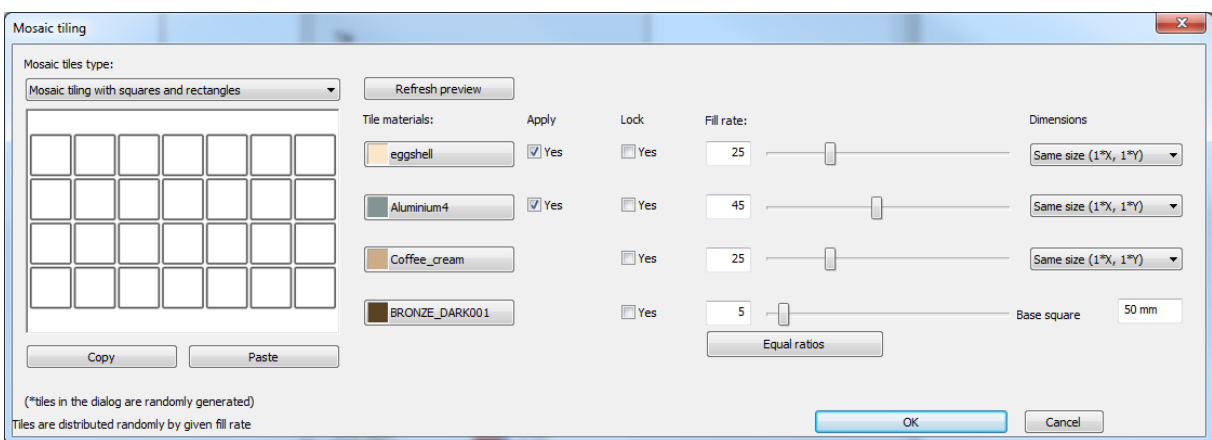 Mosaic tiling
Mosaic tiles type:
Mosaic tiling with squares and rectangles
Refresh preview
Tile materials: Apply Lock Fill rate: Dimensions
eggshell Yes Yes 25 Same size (1*X, 1*Y)
Aluminium4 Yes Yes 45 Same size (1*X, 1*Y)
Coffee_cream Yes 25 Same size (1*X, 1*Y)
BRONZE_DARK001 Yes 5 Base square 50 mm
Equal ratios
Copy Paste
(*tiles in the dialog are randomly generated)
Tiles are distributed randomly by given fill rate
OK Cancel